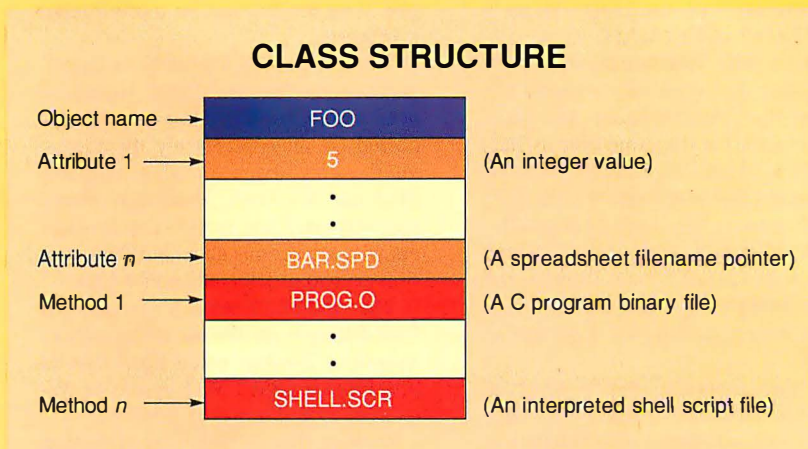 CLASS STRUCTURE
Object name FOO
Attribute 1 5 (An integer value)
Attribute n BAR.SPD (A spreadsheet filename pointer)
Method 1 PROG.O (A C program binary file)
Method n SHELL.SCR (An interpreted shell script file)